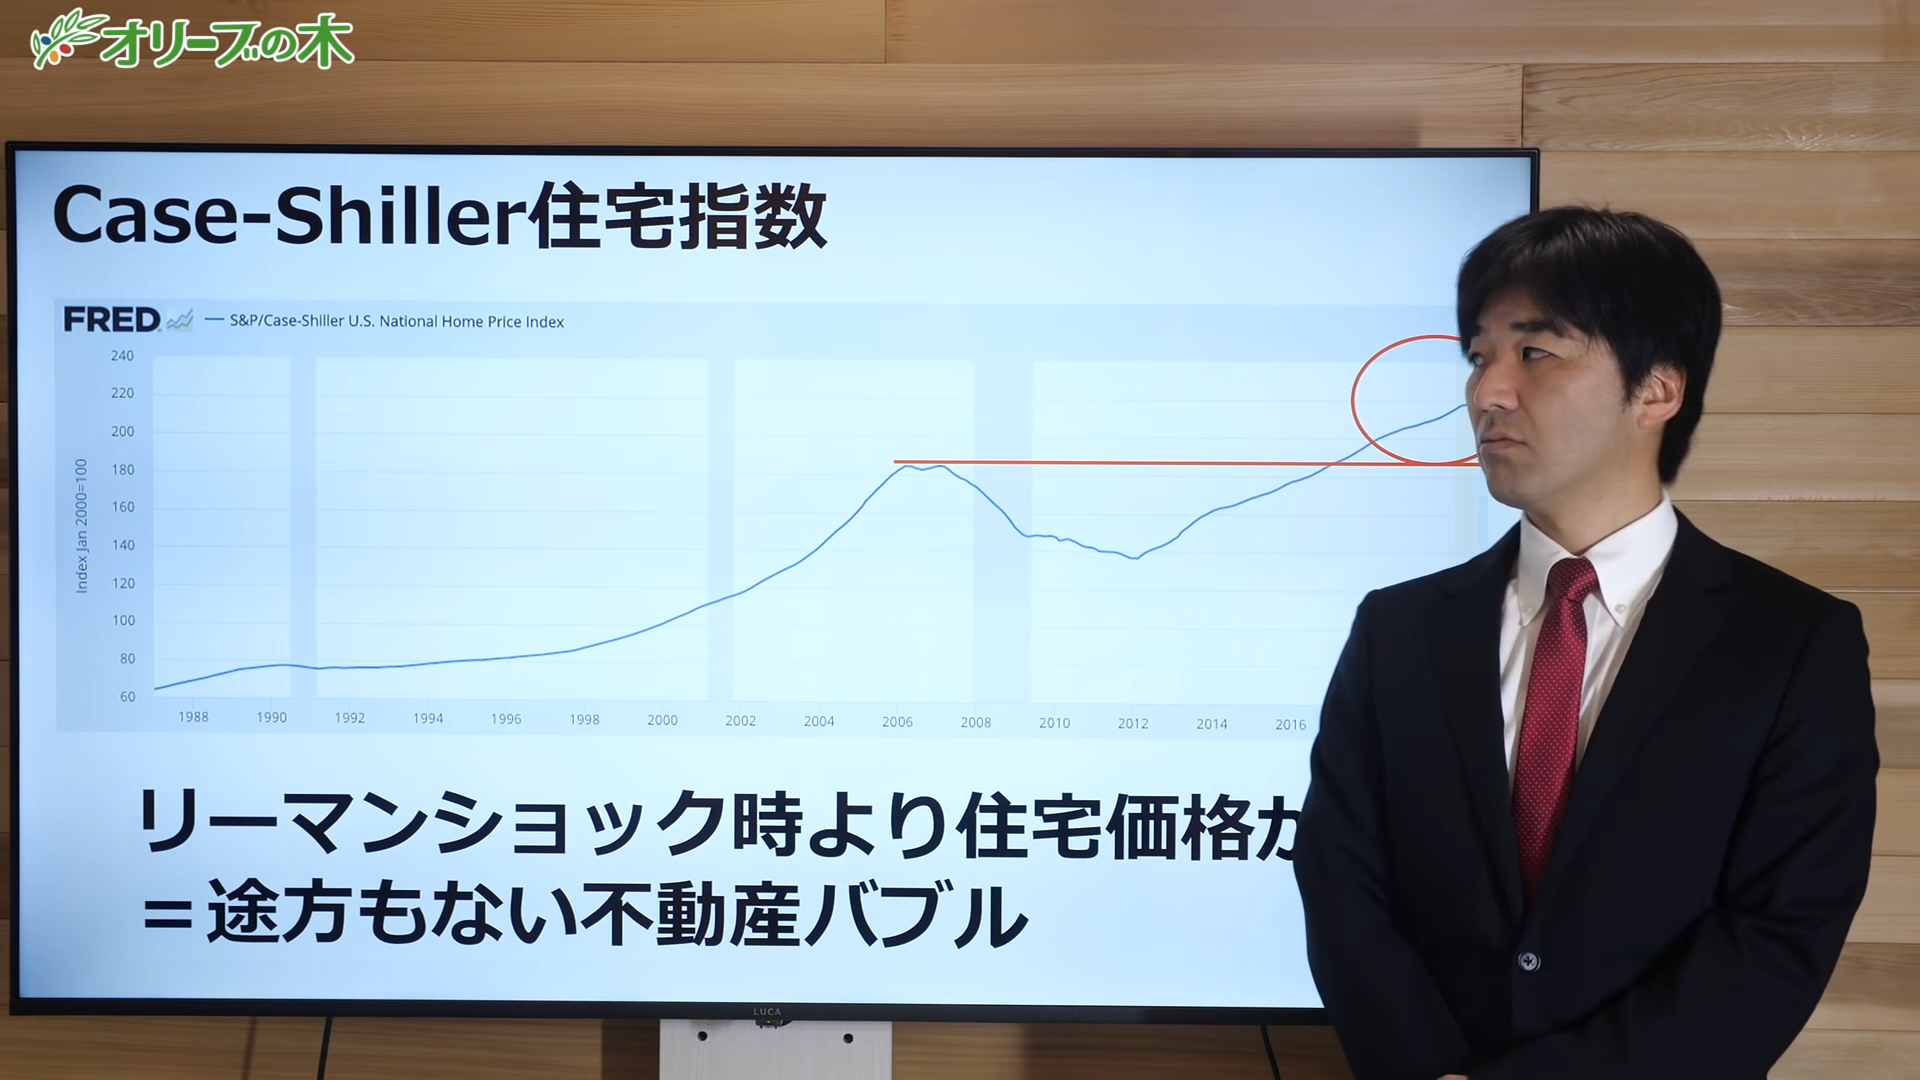 オリーブの木
Case-Shiller住宅指数
FRED
S&P/Case-Shiller U.S. National Home Price Index
240
220
200
180
160
140
120
100
80
60
Index Jan 2000=100
1988 1990 1992 1994 1996 1998 2000 2002 2004 2006 2008 2010 2012 2014 2016
リーマンショック時より住宅価格が
＝途方もない不動産バブル
LUCA